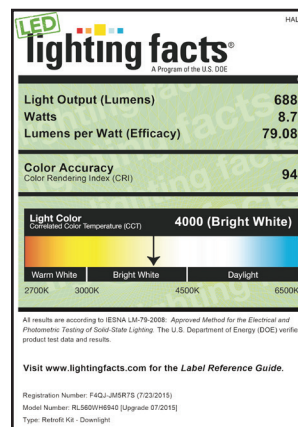 HAL
LED
lighting facts®
A Program of the U.S. DOE
Light Output (Lumens) 688
Watts 8.7
Lumens per Watt (Efficacy) 79.08
Color Accuracy
Color Rendering Index (CRI) 94
Light Color
Correlated Color Temperature (CCT) 4000 (Bright White)
Warm White Bright White Daylight
2700K 3000K 4500K 6500K
All results are according to IESNA LM-79-2008: Approved Method for the Electrical and
Photometric Testing of Solid-State Lighting. The U.S. Department of Energy (DOE) verifie
product test data and results.
Visit www.lightingfacts.com for the Label Reference Guide.
Registration Number: F4QJ-JM5R7S (7/23/2015)
Model Number: RL560WH6940 [Upgrade 07/2015]
Type: Retrofit Kit - Downlight